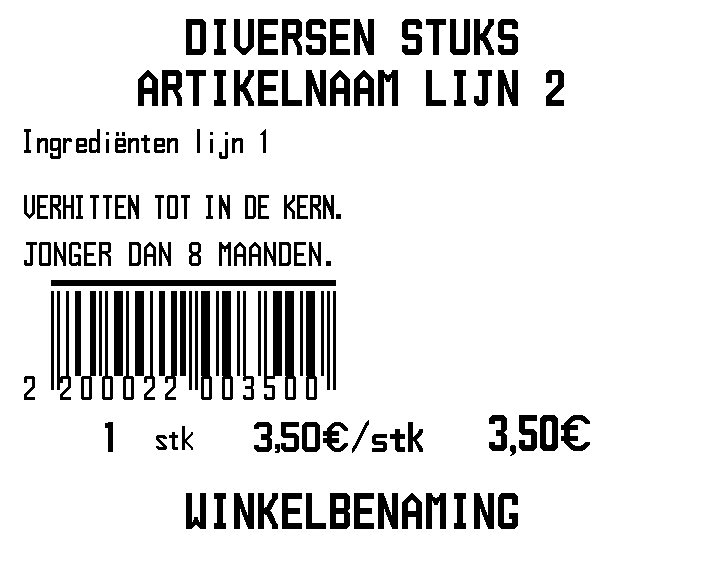 DIVERSEN STUKS
ARTIKELNAAM LIJN 2
Ingrediënten lijn 1
VERHITTEN TOT IN DE KERN.
JONGER DAN 8 MAANDEN.
2 200022 003500
1 stk 3,50€/stk 3,50€
WINKELBENAMING